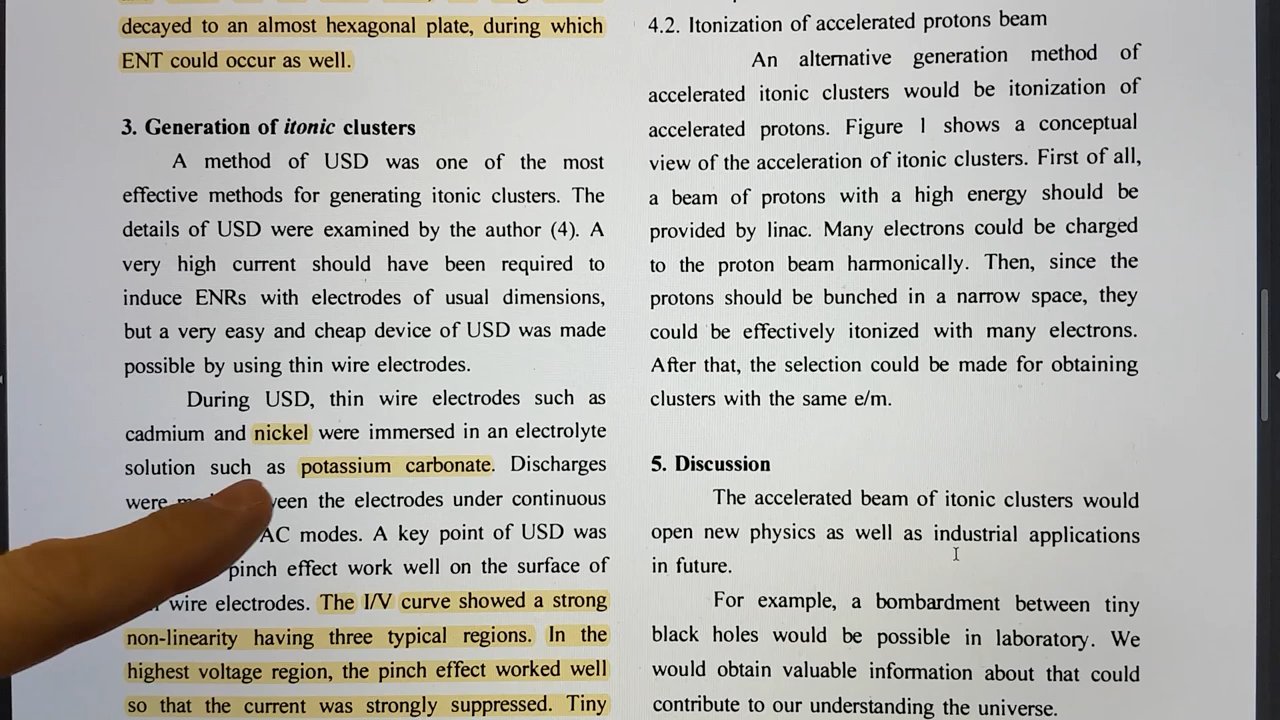 decayed to an almost hexagonal plate, during which
ENT could occur as well.
3. Generation of itonic clusters
A method of USD was one of the most
effective methods for generating itonic clusters. The
details of USD were examined by the author (4). A
very high current should have been required to
induce ENRs with electrodes of usual dimensions,
but a very easy and cheap device of USD was made
possible by using thin wire electrodes.
During USD, thin wire electrodes such as
cadmium and nickel were immersed in an electrolyte
solution such as potassium carbonate. Discharges
were the electrodes under continuous
AC modes. A key point of USD was
pinch effect work well on the surface of
wire electrodes. The I/V curve showed a strong
non-linearity having three typical regions. In the
highest voltage region, the pinch effect worked well
so that the current was strongly suppressed. Tiny
4.2. Itonization of accelerated protons beam
An alternative generation method of
accelerated itonic clusters would be itonization of
accelerated protons. Figure 1 shows a conceptual
view of the acceleration of itonic clusters. First of all,
a beam of protons with a high energy should be
provided by linac. Many electrons could be charged
to the proton beam harmonically. Then, since the
protons should be bunched in a narrow space, they
could be effectively itonized with many electrons.
After that, the selection could be made for obtaining
clusters with the same e/m.
5. Discussion
The accelerated beam of itonic clusters would
open new physics as well as industrial applications
in future.
For example, a bombardment between tiny
black holes would be possible in laboratory. We
would obtain valuable information about that could
contribute to our understanding the universe.